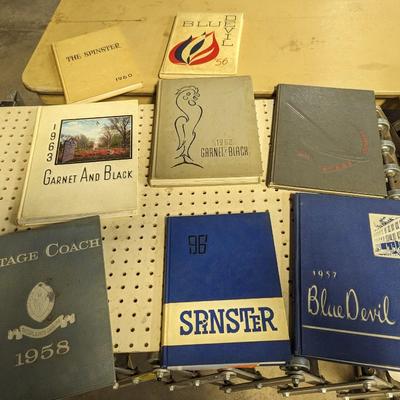 THE SPINSTER
1960
BLU
DEVIL
56
1963
GARNET AND BLACK
1962
GARNET & BLACK
TAGE COACH
1958
96
SPINSTER
1957
Blue Devil